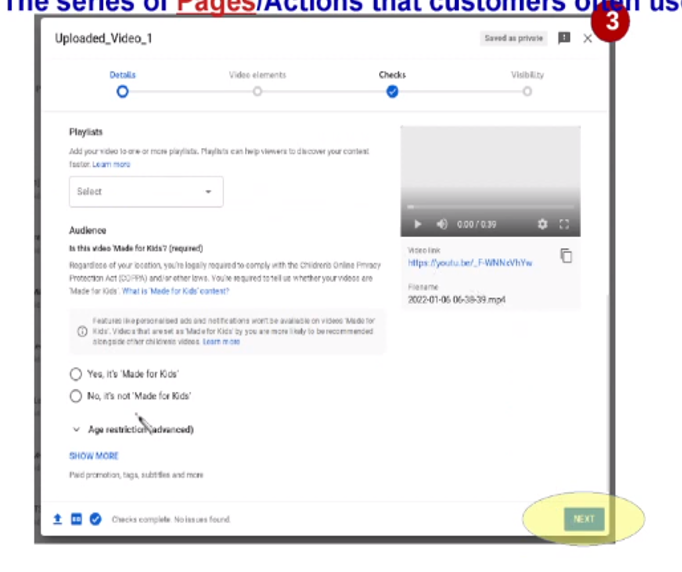 The series of Pages/Actions that customers often use
3
Uploaded_Video_1
Saved as private
Details
Video elements
Checks
Visibility
Playlists
Add your video to one or more playlists. Playlists can help viewers to discover your content
faster. Learn more
Select
Audience
Is this video 'Made for Kids'? (required)
Regardless of your location, you're legally required to comply with the Children's Online Privacy
Protection Act (COPPA) and/or other laws. You're required to tell us whether your videos are
'Made for Kids'. What is 'Made for Kids' content?
Features like personalised ads and notifications won't be available on videos 'Made for
Kids'. Videos that are set as 'Made for Kids' by you are more likely to be recommended
alongside other childrens videos. Learn more
Yes, it's 'Made for Kids'
No, it's not 'Made for Kids'
Age restriction (advanced)
SHOW MORE
Paid promotion, tags, subtitles and more
0:00 / 0:39
Video link
Filename
2022-01-06 06-38-39.mp4
Checks complete. No issues found.
NEXT